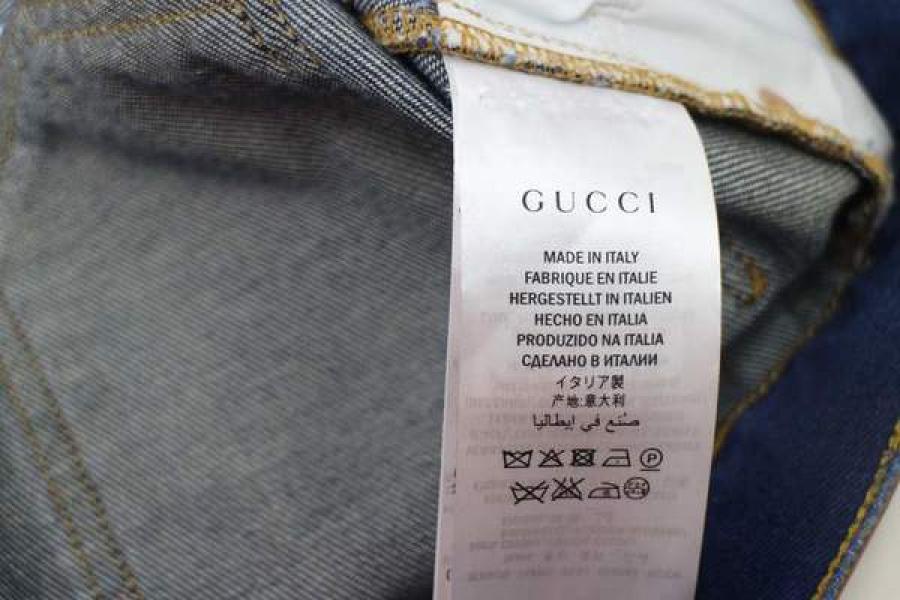 GUCCI
MADE IN ITALY
FABRIQUE EN ITALIE
HERGESTELLT IN ITALIEN
HECHO EN ITALIA
PRODUZIDO NA ITALIA
СДЕЛАНО В ИТАЛИИ
イタリア製
产地:意大利
صنع في إيطاليا
P